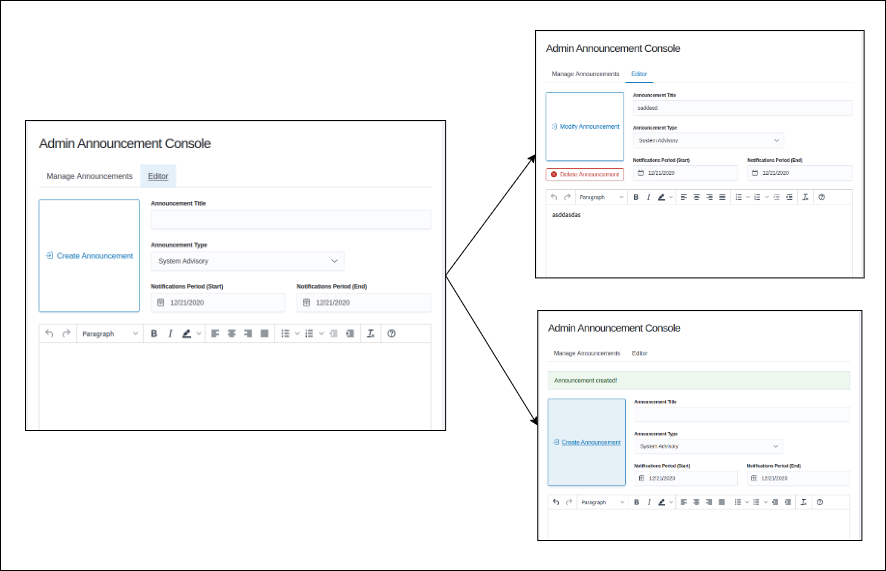 Admin Announcement Console
Manage Announcements Editor
Create Announcement
Announcement Title
Announcement Type
System Advisory
Notifications Period (Start) Notifications Period (End)
12/21/2020 12/21/2020
Paragraph B I
Admin Announcement Console
Manage Announcements Editor
Modify Announcement
Delete Announcement
Announcement Title
asddasd
Announcement Type
System Advisory
Notifications Period (Start) Notifications Period (End)
12/21/2020 12/21/2020
Paragraph B I
asddasdas
Admin Announcement Console
Manage Announcements Editor
Announcement created!
Create Announcement
Announcement Title
Announcement Type
System Advisory
Notifications Period (Start) Notifications Period (End)
12/21/2020 12/21/2020
Paragraph B I